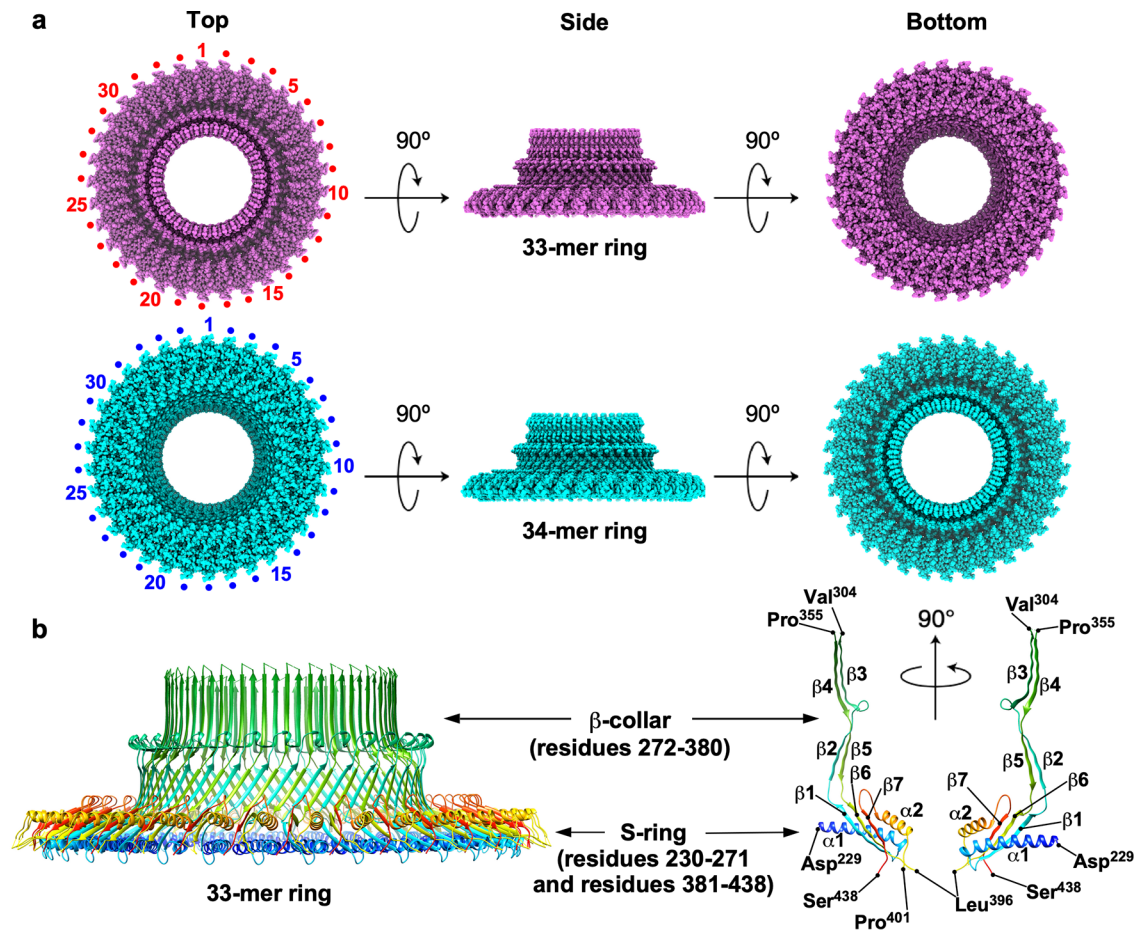 a
Top
Side
Bottom
1
5
10
15
20
25
30
90º
90º
33-mer ring
1
5
10
15
20
25
30
90º
90º
34-mer ring
b
β-collar
(residues 272-380)
S-ring
(residues 230-271
and residues 381-438)
33-mer ring
Val304
Pro355
β3
β4
β2
β5
β6
β7
β1
α2
α1
Asp229
Ser438
Pro401
Leu396
90°
Val304
Pro355
β3
β4
β5
β2
β7
β6
α2
β1
α1
Asp229
Ser438